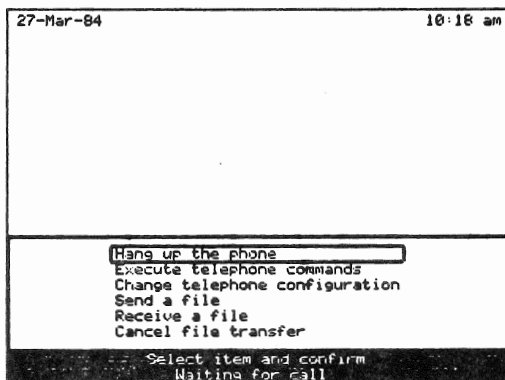 27-Mar-84 10:18 am
Hang up the phone
Execute telephone commands
Change telephone configuration
Send a file
Receive a file
Cancel file transfer
Select item and confirm
Waiting for call